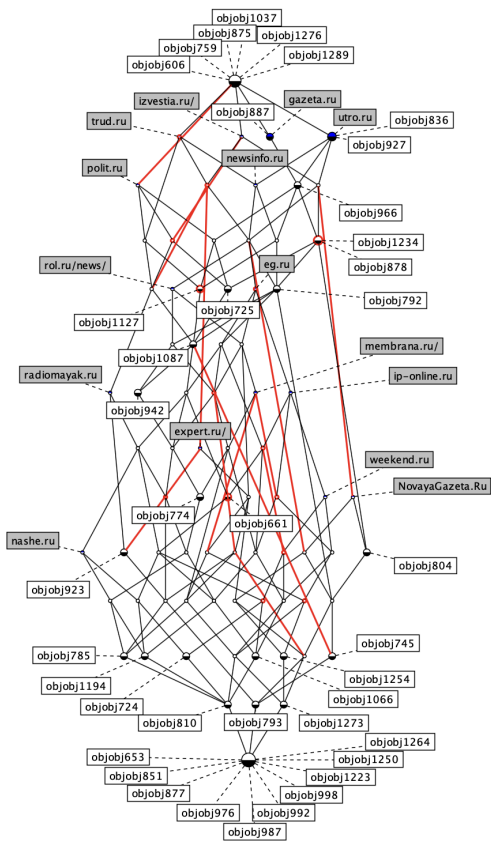 objobj1037
objobj875
objobj1276
objobj759
objobj1289
objobj606
izvestia.ru/
gazeta.ru
objobj887
trud.ru
utro.ru
objobj836
objobj927
newsinfo.ru
polit.ru
objobj966
objobj1234
rol.ru/news/
eg.ru
objobj878
objobj792
objobj725
objobj1127
membrana.ru/
objobj1087
radiomayak.ru
ip-online.ru
objobj942
expert.ru/
weekend.ru
NovayaGazeta.Ru
objobj774
objobj661
nashe.ru
objobj804
objobj923
objobj745
objobj785
objobj1254
objobj1194
objobj1066
objobj724
objobj810
objobj793
objobj1273
objobj1264
objobj653
objobj1250
objobj851
objobj1223
objobj877
objobj998
objobj976
objobj992
objobj987